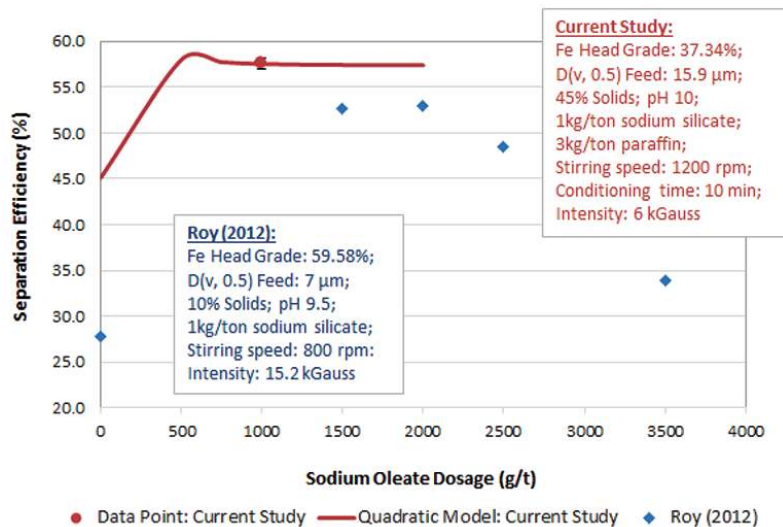 Current Study:
Fe Head Grade: 37.34%;
D(v, 0.5) Feed: 15.9 µm;
45% Solids; pH 10;
1kg/ton sodium silicate;
3kg/ton paraffin;
Stirring speed: 1200 rpm;
Conditioning time: 10 min;
Intensity: 6 kGauss
Roy (2012):
Fe Head Grade: 59.58%;
D(v, 0.5) Feed: 7 µm;
10% Solids; pH 9.5;
1kg/ton sodium silicate;
Stirring speed: 800 rpm:
Intensity: 15.2 kGauss
Separation Efficiency (%)
60.0
55.0
50.0
45.0
40.0
35.0
30.0
25.0
20.0
0 500 1000 1500 2000 2500 3000 3500 4000
Sodium Oleate Dosage (g/t)
Data Point: Current Study Quadratic Model: Current Study Roy (2012)